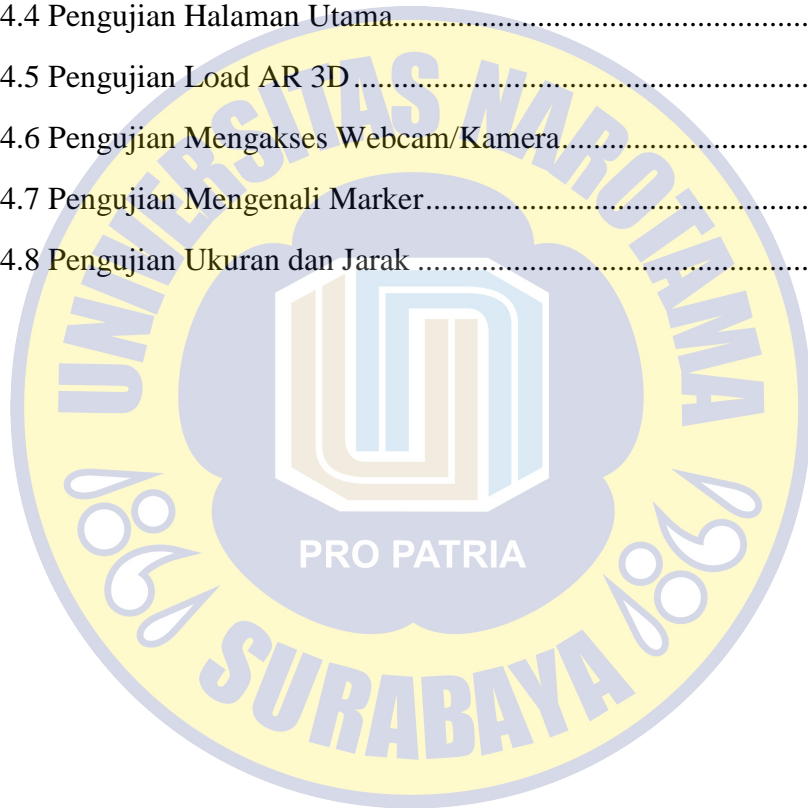 4.4 Pengujian Halaman Utama.......................................................
4.5 Pengujian Load AR 3D............................................................
4.6 Pengujian Mengakses Webcam/Kamera................................
4.7 Pengujian Mengenali Marker..................................................
4.8 Pengujian Ukuran dan Jarak ...................................................
UNIVERSITAS NAROTAMA
PRO PATRIA
SURABAYA